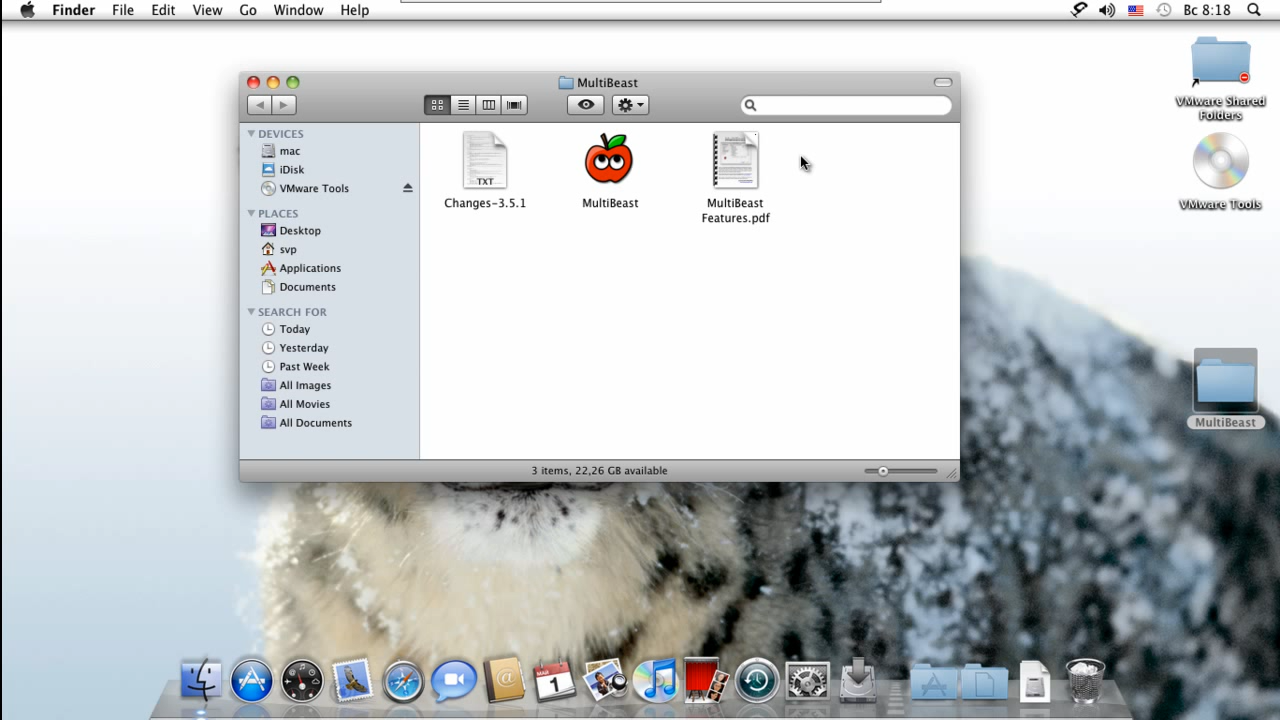 Finder File Edit View Go Window Help
Вс 8:18
MultiBeast
DEVICES
mac
iDisk
VMware Tools
PLACES
Desktop
svp
Applications
Documents
SEARCH FOR
Today
Yesterday
Past Week
All Images
All Movies
All Documents
TXT
Changes-3.5.1
MultiBeast
MultiBeast
Features.pdf
3 items, 22,26 GB available
VMware Shared
Folders
VMware Tools
MultiBeast
1